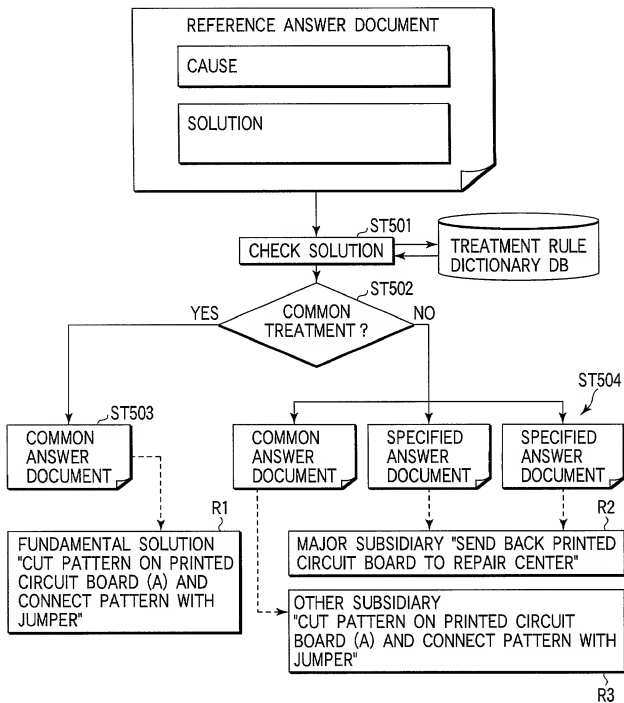 REFERENCE ANSWER DOCUMENT
CAUSE
SOLUTION
ST501
CHECK SOLUTION
TREATMENT RULE
DICTIONARY DB
ST502
YES
COMMON
TREATMENT ?
NO
ST503
ST504
COMMON
ANSWER
DOCUMENT
COMMON
ANSWER
DOCUMENT
SPECIFIED
ANSWER
DOCUMENT
SPECIFIED
ANSWER
DOCUMENT
R1
FUNDAMENTAL SOLUTION
"CUT PATTERN ON PRINTED
CIRCUIT BOARD (A) AND
CONNECT PATTERN WITH
JUMPER"
R2
MAJOR SUBSIDIARY "SEND BACK PRINTED
CIRCUIT BOARD TO REPAIR CENTER"
OTHER SUBSIDIARY
"CUT PATTERN ON PRINTED CIRCUIT
BOARD (A) AND CONNECT PATTERN WITH
JUMPER"
R3